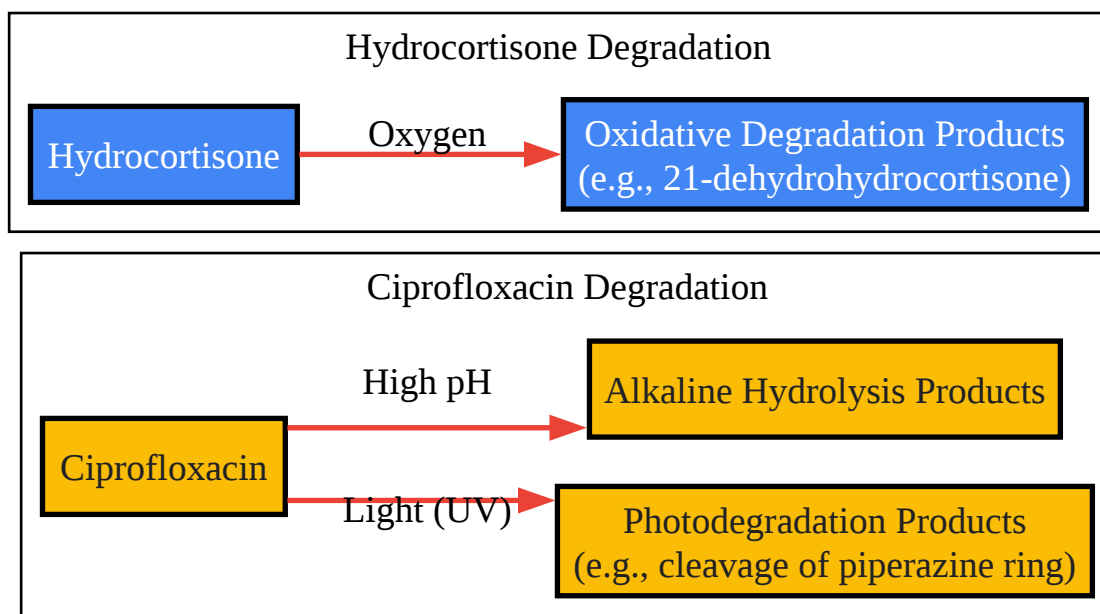 Hydrocortisone Degradation
Hydrocortisone
Oxygen
Oxidative Degradation Products
(e.g., 21-dehydrohydrocortisone)
Ciprofloxacin Degradation
Ciprofloxacin
High pH
Alkaline Hydrolysis Products
Light (UV)
Photodegradation Products
(e.g., cleavage of piperazine ring)